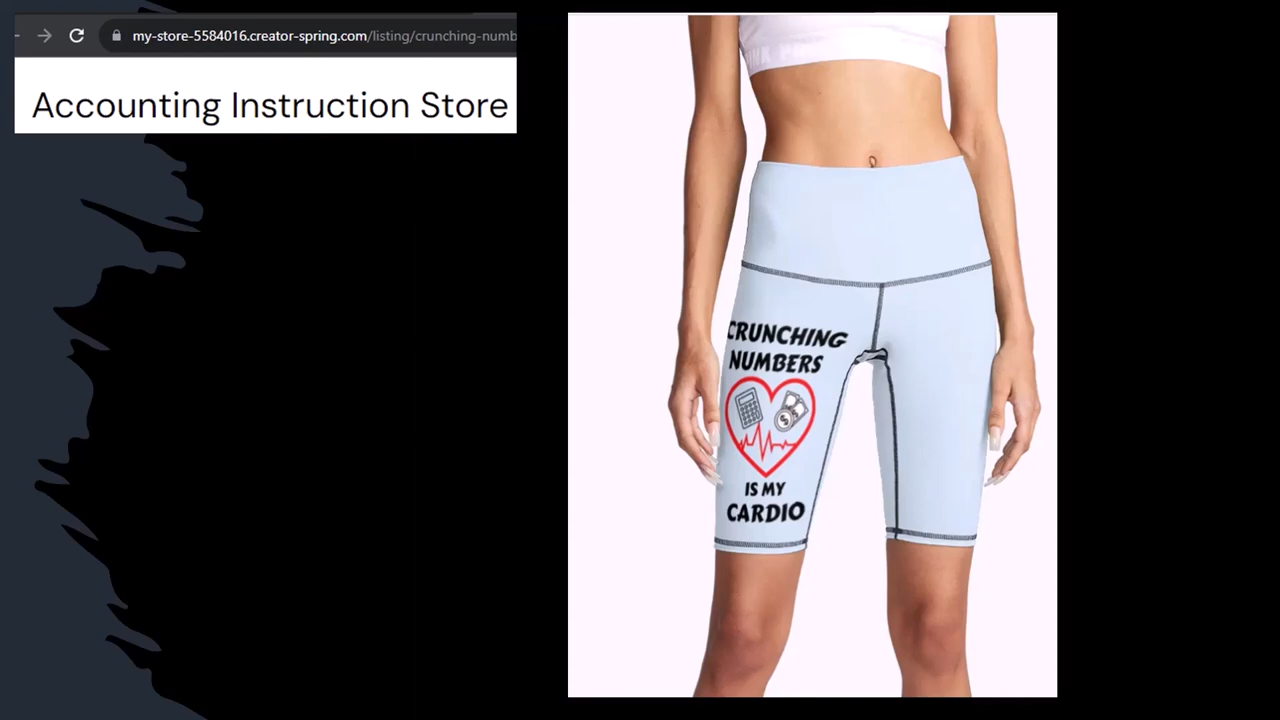 my-store-5584016.creator-spring.com/listing/crunching-numb
Accounting Instruction Store
CRUNCHING
NUMBERS
IS MY
CARDIO